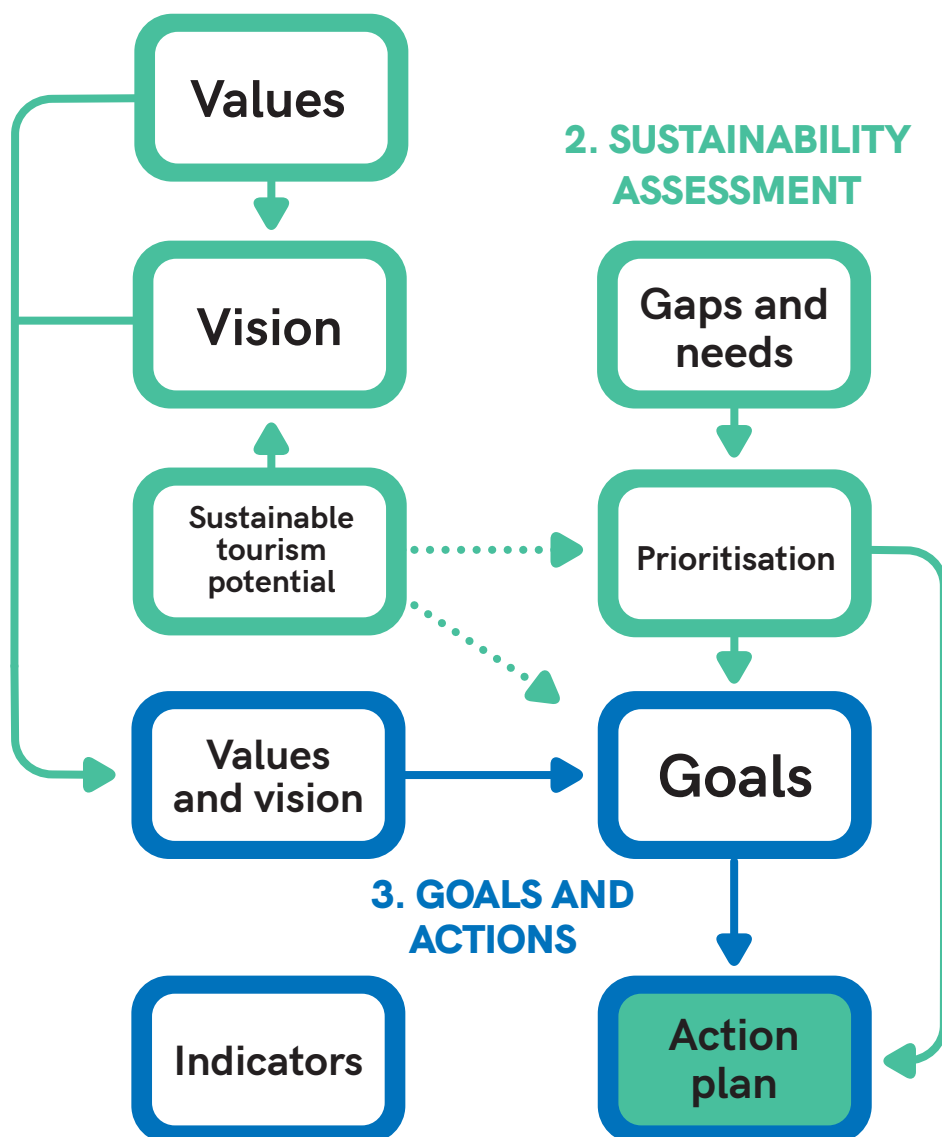 Values
2. SUSTAINABILITY
ASSESSMENT
Vision
Gaps and
needs
Sustainable
tourism
potential
Prioritisation
Values
and vision
Goals
3. GOALS AND
ACTIONS
Indicators
Action
plan